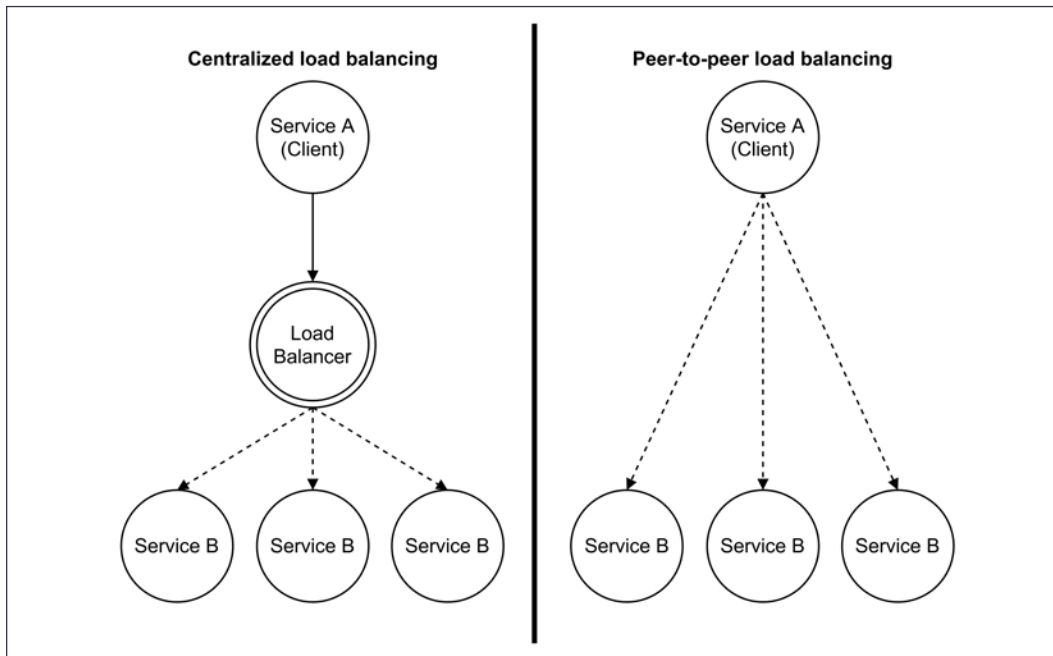 Centralized load balancing
Service A
(Client)
Load
Balancer
Service B
Service B
Service B
Peer-to-peer load balancing
Service A
(Client)
Service B
Service B
Service B